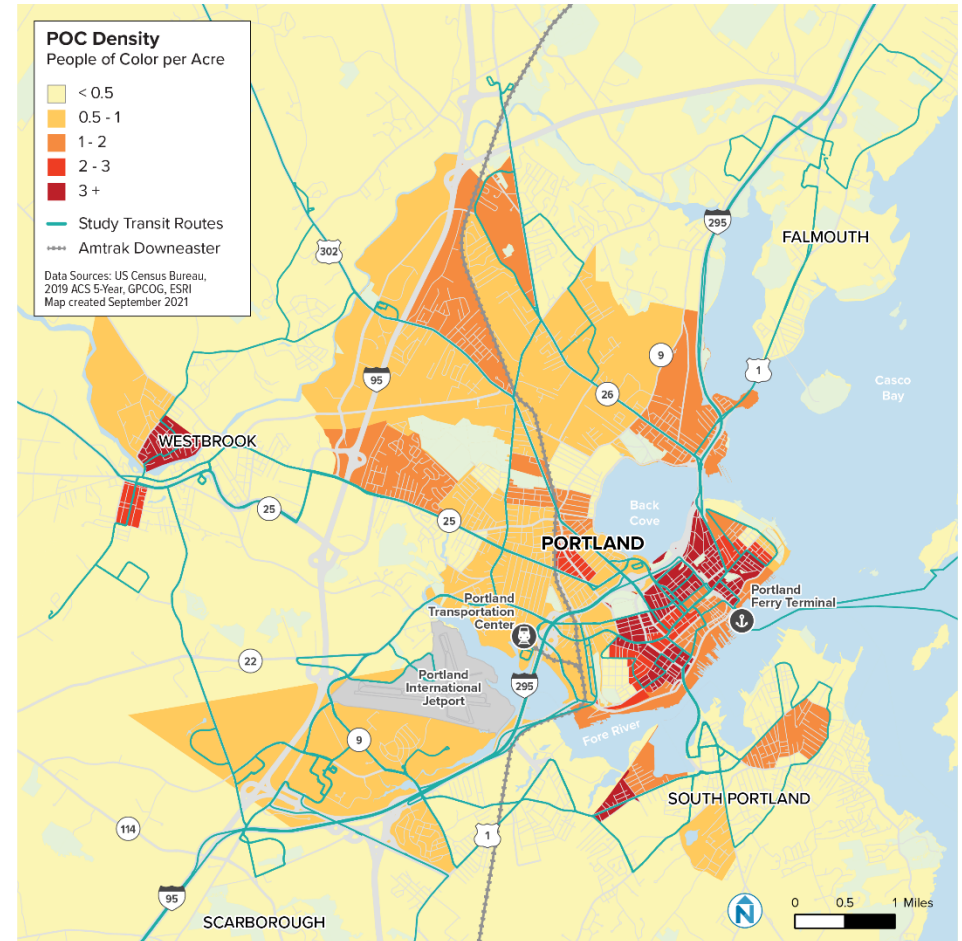 POC Density
People of Color per Acre
< 0.5
0.5 - 1
1 - 2
2 - 3
3 +
Study Transit Routes
Amtrak Downeaster
Data Sources: US Census Bureau,
2019 ACS 5-Year, GPCOG, ESRI
Map created September 2021
295
FALMOUTH
302
9
1
95
26
Casco
Bay
WESTBROOK
25
25
Back
Cove
PORTLAND
Portland
Transportation
Center
Portland
Ferry Terminal
22
Portland
International
Jetport
295
9
Fore River
SOUTH PORTLAND
114
1
95
SCARBOROUGH
N
0 0.5 1 Miles